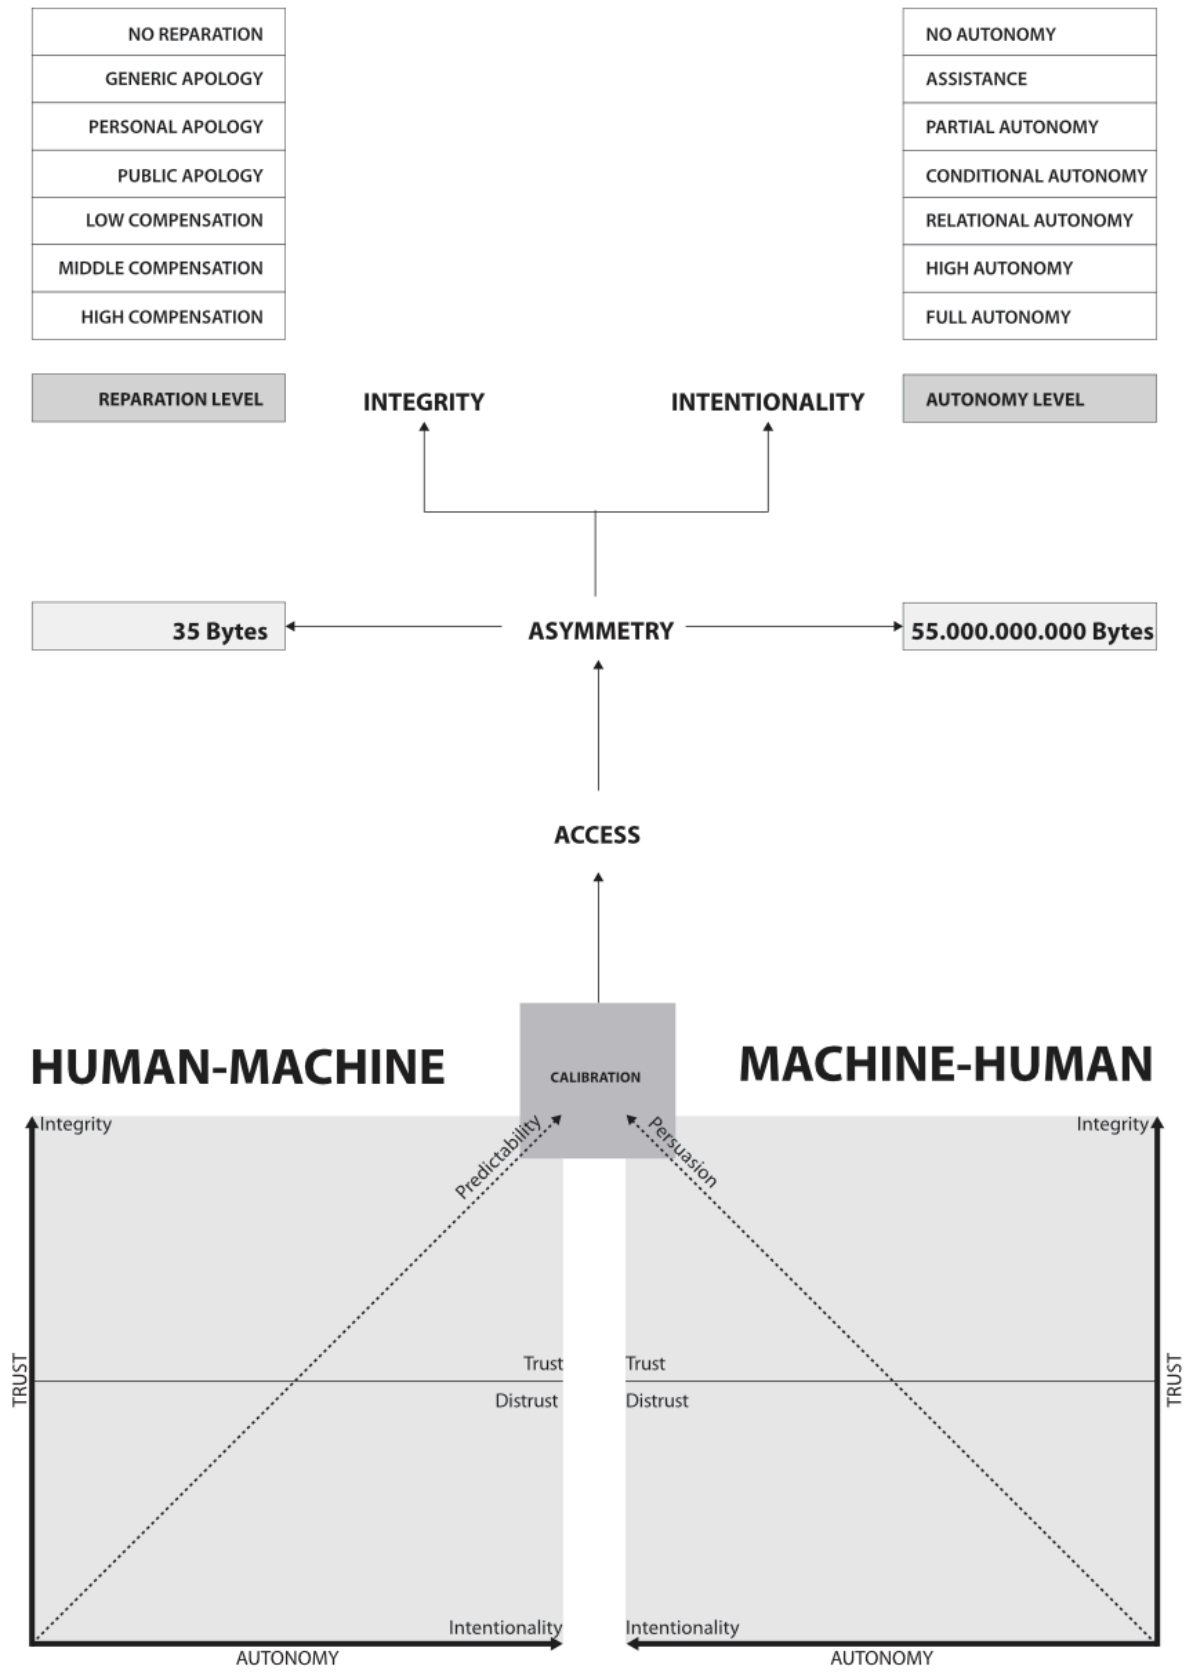 NO REPARATION
GENERIC APOLOGY
PERSONAL APOLOGY
PUBLIC APOLOGY
LOW COMPENSATION
MIDDLE COMPENSATION
HIGH COMPENSATION
REPARATION LEVEL
NO AUTONOMY
ASSISTANCE
PARTIAL AUTONOMY
CONDITIONAL AUTONOMY
RELATIONAL AUTONOMY
HIGH AUTONOMY
FULL AUTONOMY
AUTONOMY LEVEL
INTEGRITY
INTENTIONALITY
35 Bytes
ASYMMETRY
55.000.000.000 Bytes
ACCESS
CALIBRATION
HUMAN-MACHINE
Integrity
Predictability
TRUST
Trust
Distrust
Intentionality
AUTONOMY
MACHINE-HUMAN
Integrity
Persuasion
Trust
Distrust
TRUST
Intentionality
AUTONOMY